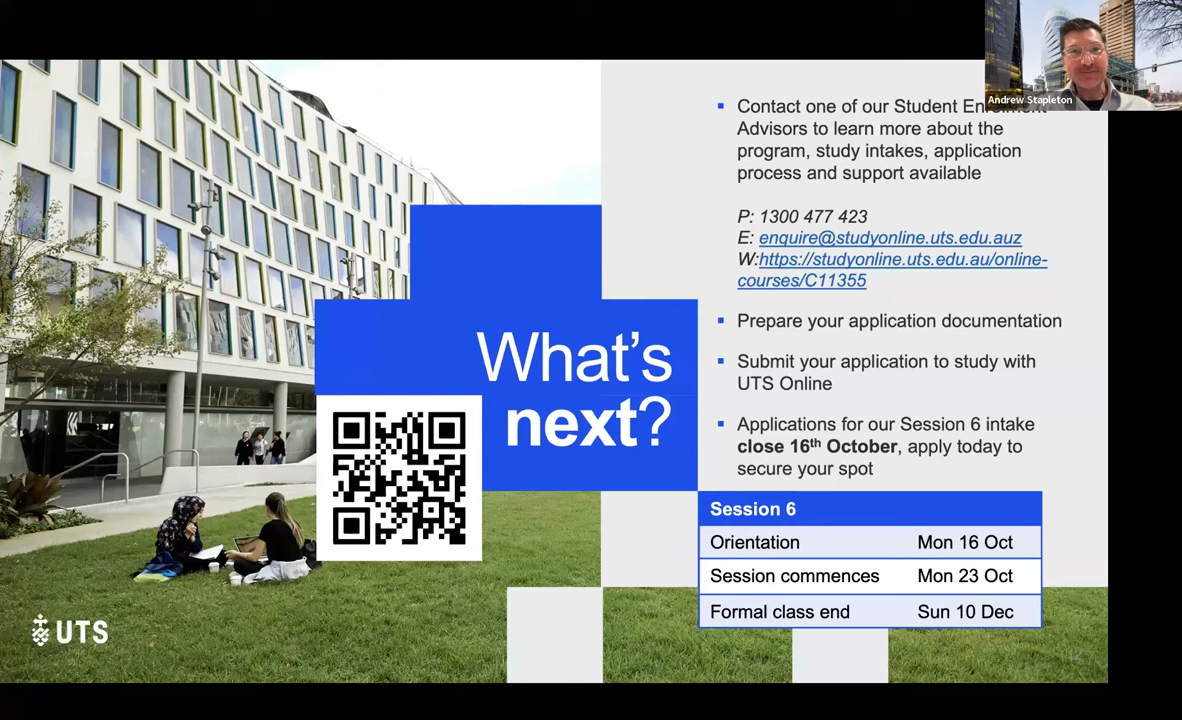 Andrew Stapleton
Contact one of our Student Enrolment
Advisors to learn more about the
program, study intakes, application
process and support available
P: 1300 477 423
E: enquire@studyonline.uts.edu.auz
W:https://studyonline.uts.edu.au/online-
courses/C11355
Prepare your application documentation
Submit your application to study with
UTS Online
Applications for our Session 6 intake
close 16th October, apply today to
secure your spot
What's
next?
Session 6
Orientation Mon 16 Oct
Session commences Mon 23 Oct
Formal class end Sun 10 Dec
UTS
12